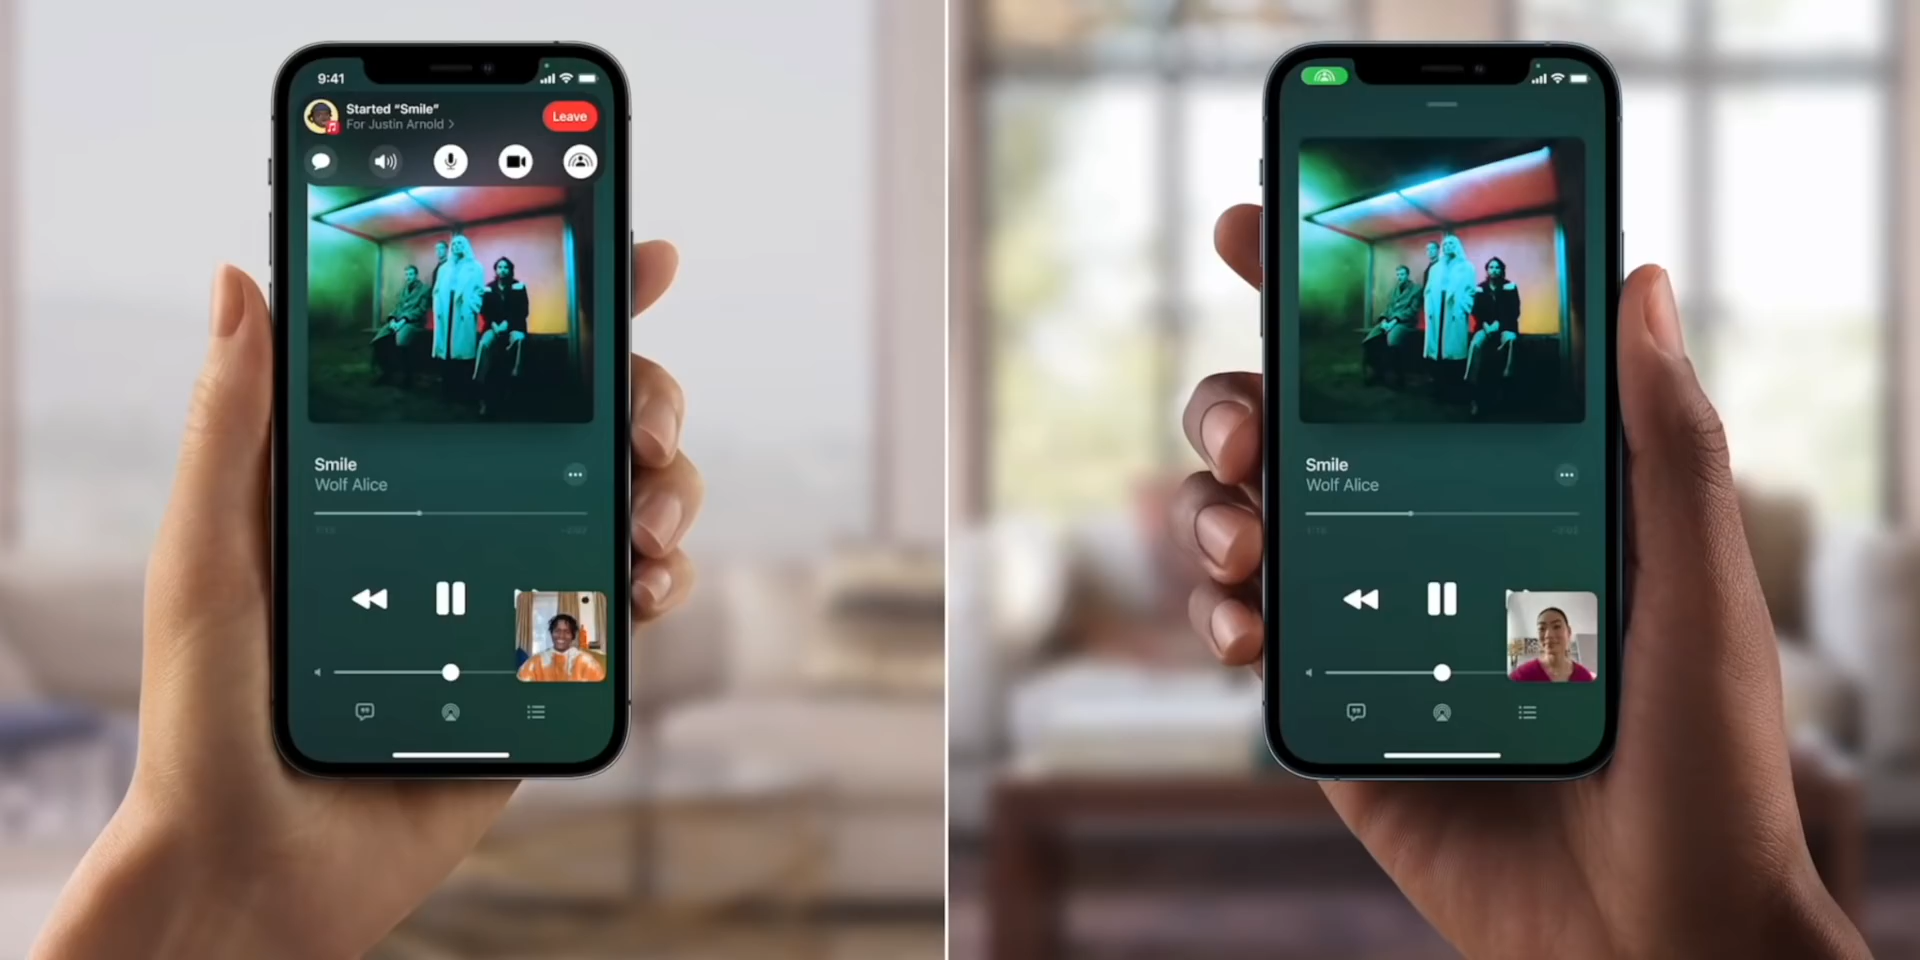 9:41
Started “Smile”
For Justin Arnold >
Leave
Smile
Wolf Alice
Smile
Wolf Alice